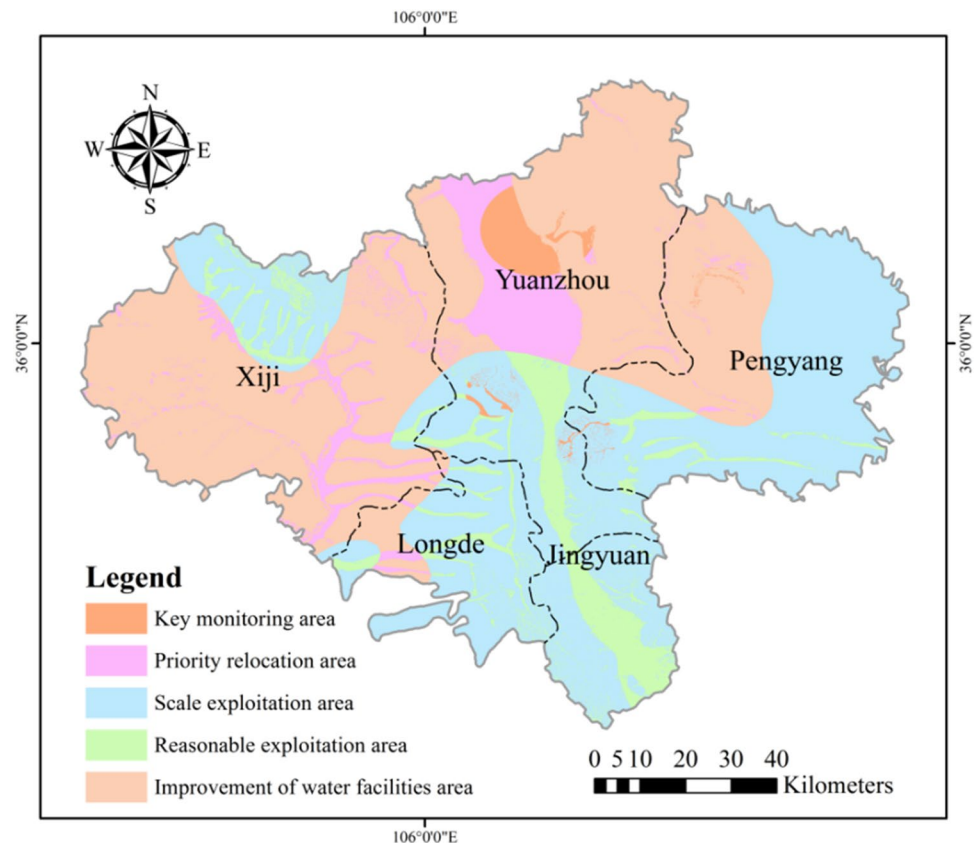 106°0'0"E
N
W E
S
Yuanzhou
36°0'0"N
36°0'0"N
Pengyang
Xiji
Longde
Jingyuan
Legend
Key monitoring area
Priority relocation area
Scale exploitation area
Reasonable exploitation area
Improvement of water facilities area
0 5 10 20 30 40
Kilometers
106°0'0"E